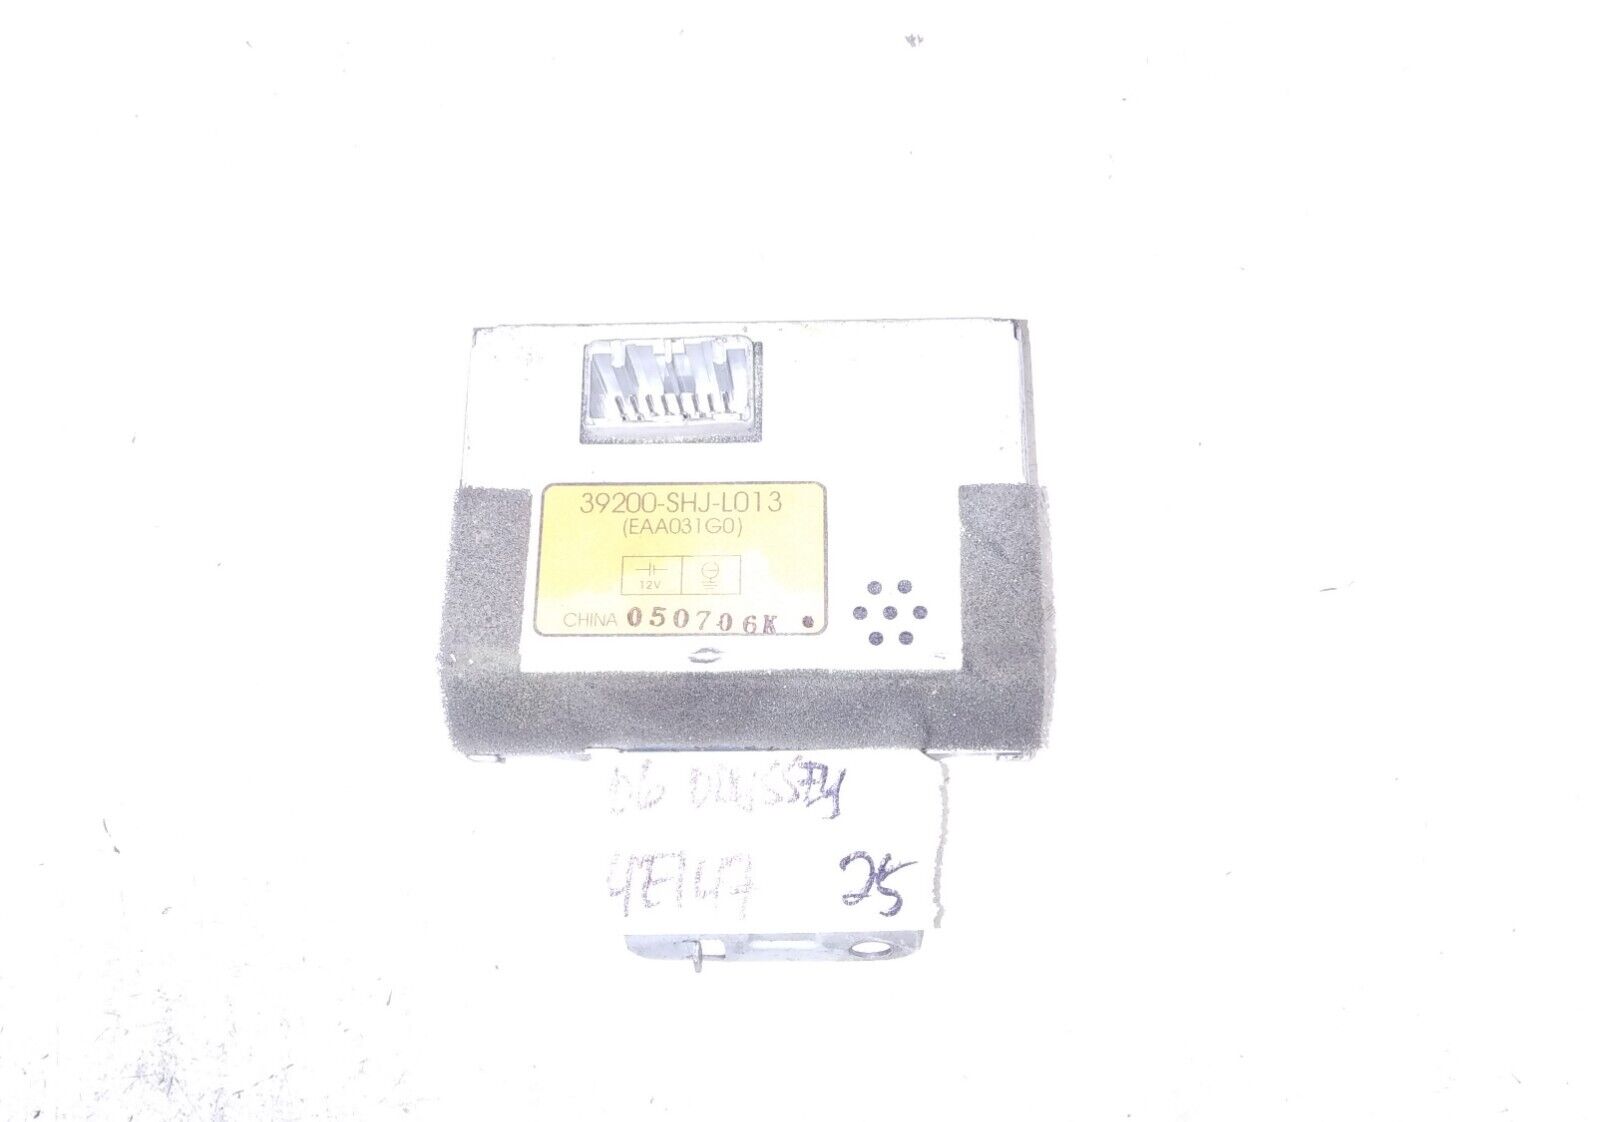 39200-SHJ-L013
(EAA031G0)
12V
CHINA 050706K
06 ODYSSEY
4E147 25